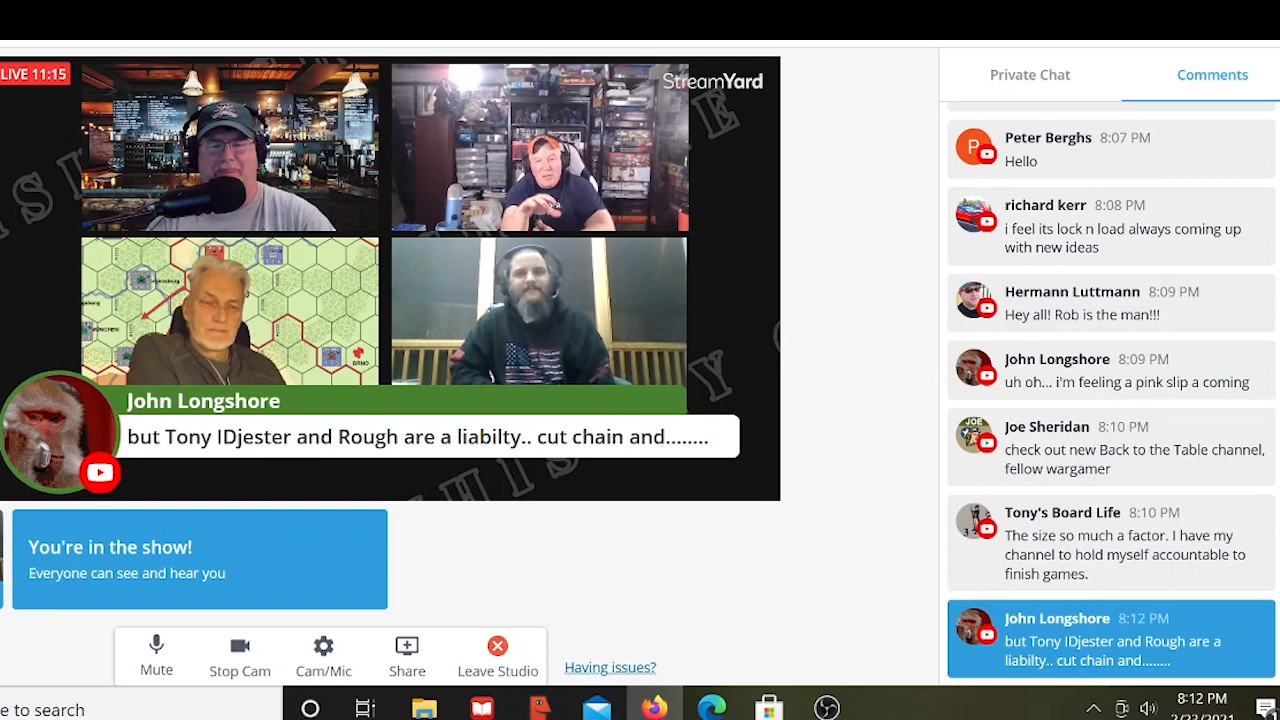 LIVE 11:15
StreamYard
MÜNCHEN
BRNO
John Longshore
but Tony IDjester and Rough are a liabilty.. cut chain and........
You're in the show!
Everyone can see and hear you
Mute
Stop Cam
Cam/Mic
Share
Leave Studio
Having issues?
Private Chat
Comments
Peter Berghs 8:07 PM
Hello
richard kerr 8:08 PM
i feel its lock n load always coming up
with new ideas
Hermann Luttmann 8:09 PM
Hey all! Rob is the man!!!
John Longshore 8:09 PM
uh oh... i'm feeling a pink slip a coming
Joe Sheridan 8:10 PM
check out new Back to the Table channel,
fellow wargamer
Tony's Board Life 8:10 PM
The size so much a factor. I have my
channel to hold myself accountable to
finish games.
John Longshore 8:12 PM
but Tony IDjester and Rough are a
liabilty.. cut chain and........
e to search
8:12 PM
2/23/2021